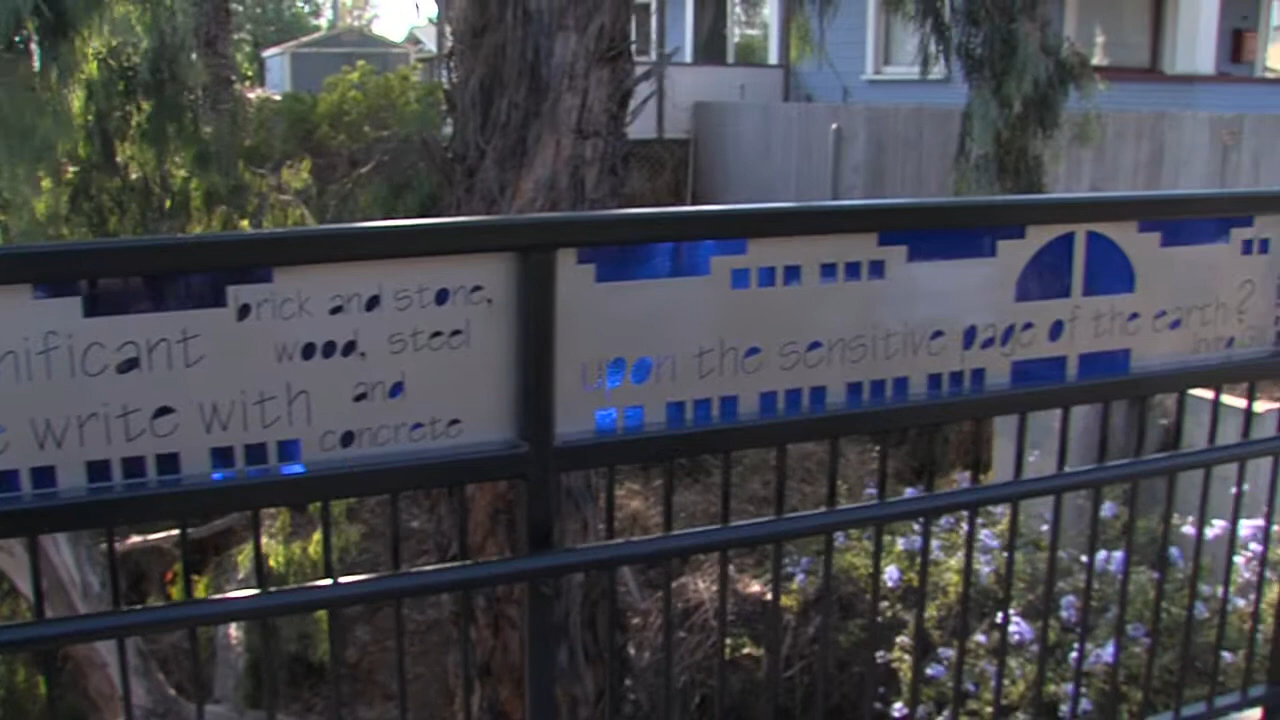 nificant
write with
brick and stone,
wood, steel
and
concrete
upon the sensitive page of the earth?